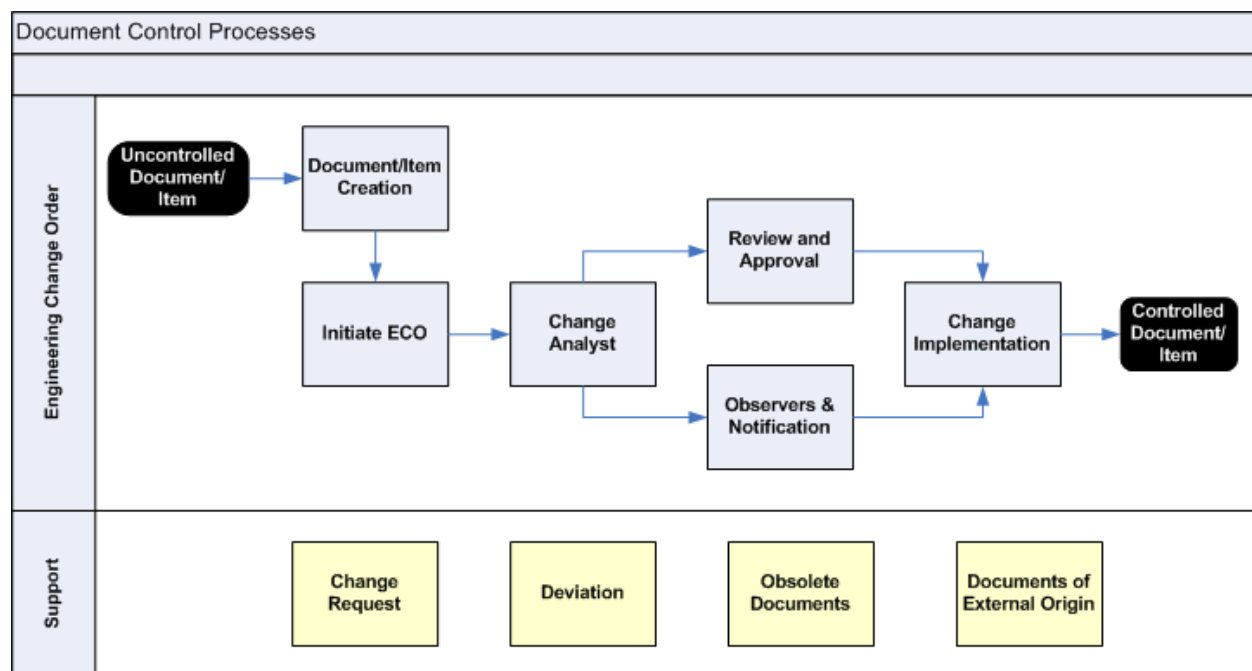 Document Control Processes
Engineering Change Order
Uncontrolled
Document/
Item
Document/Item
Creation
Initiate ECO
Change
Analyst
Review and
Approval
Observers &
Notification
Change
Implementation
Controlled
Document/
Item
Support
Change
Request
Deviation
Obsolete
Documents
Documents of
External Origin